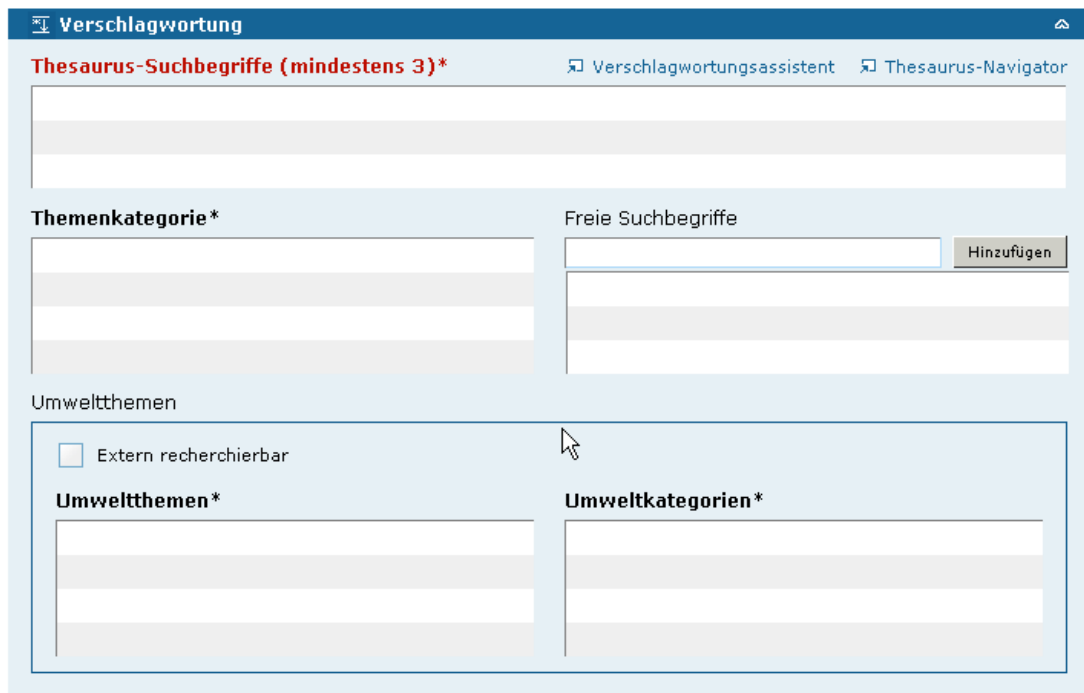 Verschlagwortung
Thesaurus-Suchbegriffe (mindestens 3)* Verschlagwortungsassistent Thesaurus-Navigator
Themenkategorie* Freie Suchbegriffe
Hinzufügen
Umweltthemen
Extern recherchierbar
Umweltthemen* Umweltkategorien*